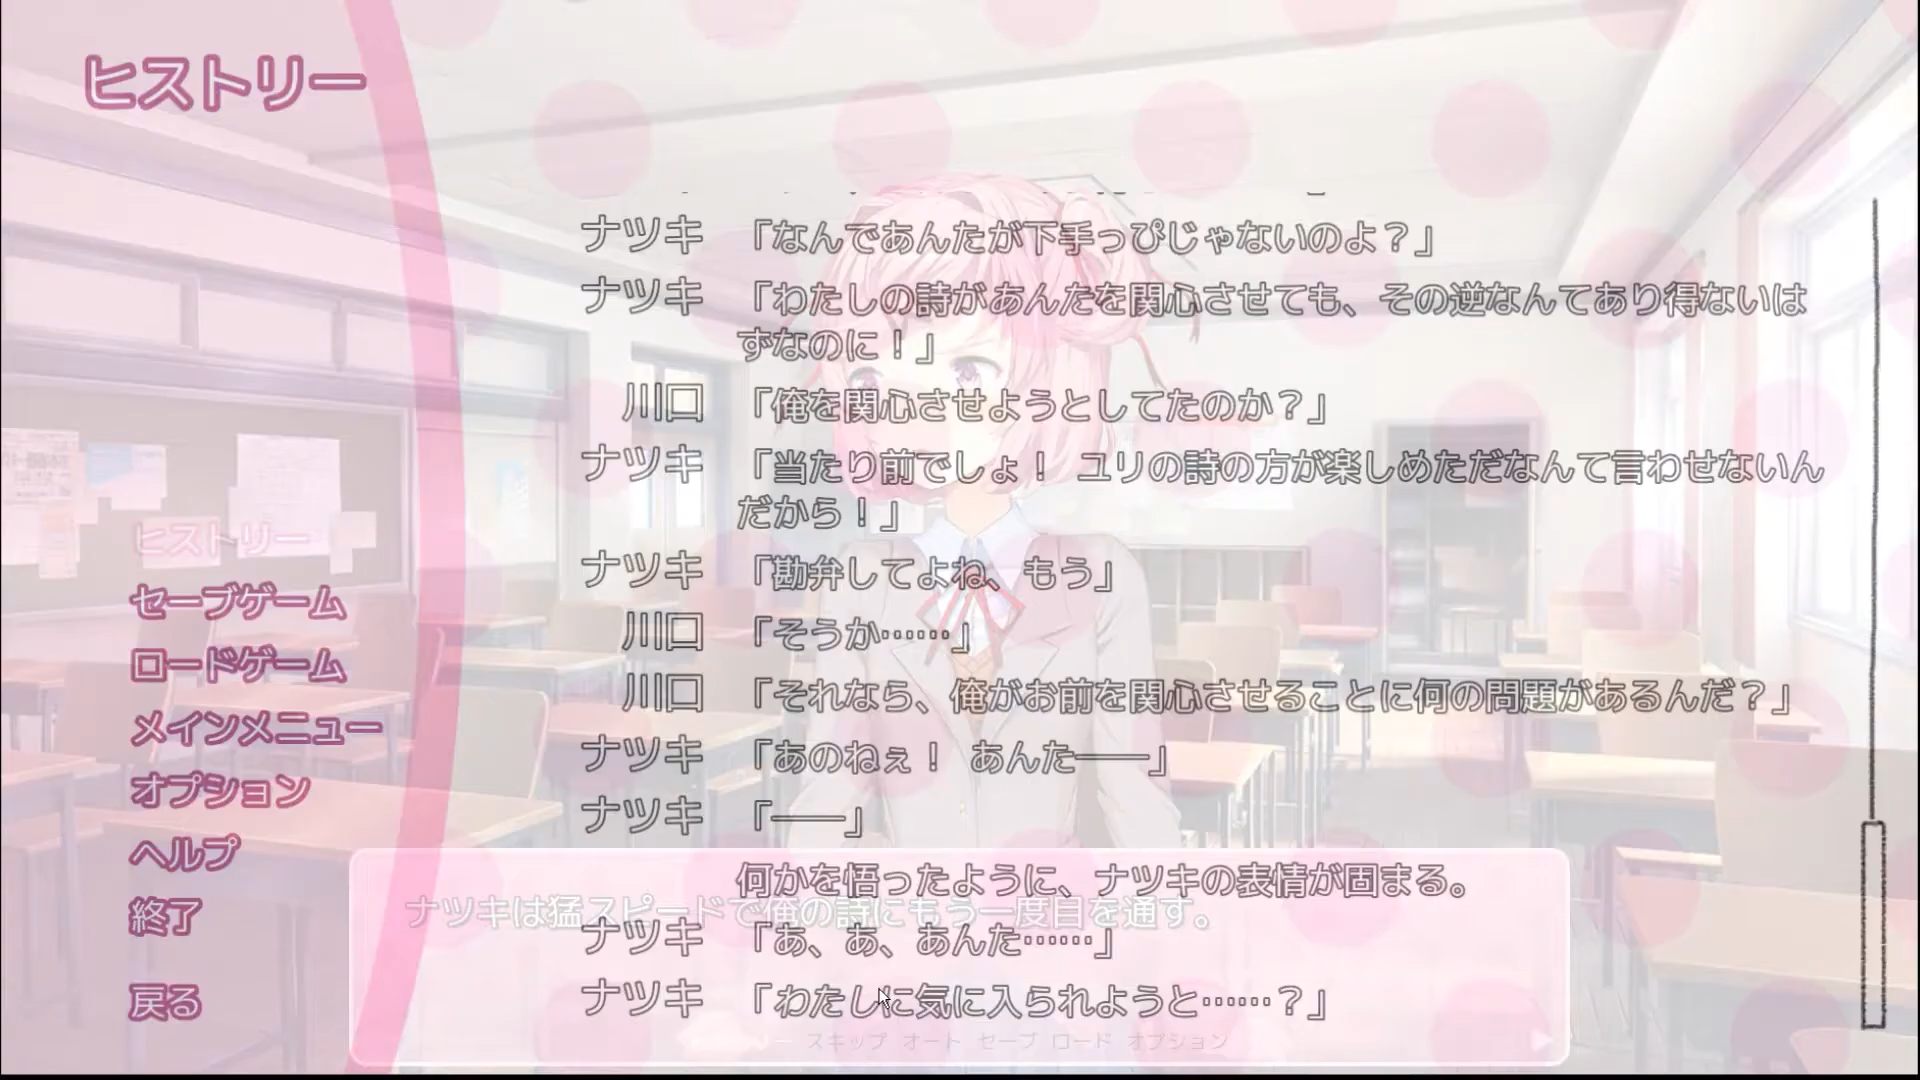 ヒストリー
ナツキ 「なんであんたが下手っぴじゃないのよ？」
ナツキ 「わたしの詩があんたを関心させても、その逆なんてあり得ないは
ずなのに！」
川口 「俺を関心させようとしてたのか？」
ナツキ 「当たり前でしょ！ ユリの詩の方が楽しめただなんて言わせないん
だから！」
ナツキ 「勘弁してよね、もう」
川口 「そうか……」
川口 「それなら、俺がお前を関心させることに何の問題があるんだ？」
ナツキ 「あのねぇ！ あんた――」
ナツキ 「――」
何かを悟ったように、ナツキの表情が固まる。
ナツキ 「あ、あ、あんた……」
ナツキ 「わたしに気に入られようと……？」
ヒストリー
セーブゲーム
ロードゲーム
メインメニュー
オプション
ヘルプ
終了
戻る
ナツキは猛スピードで俺の詩にもう一度目を通す。
スキップ オート セーブ ロード オプション